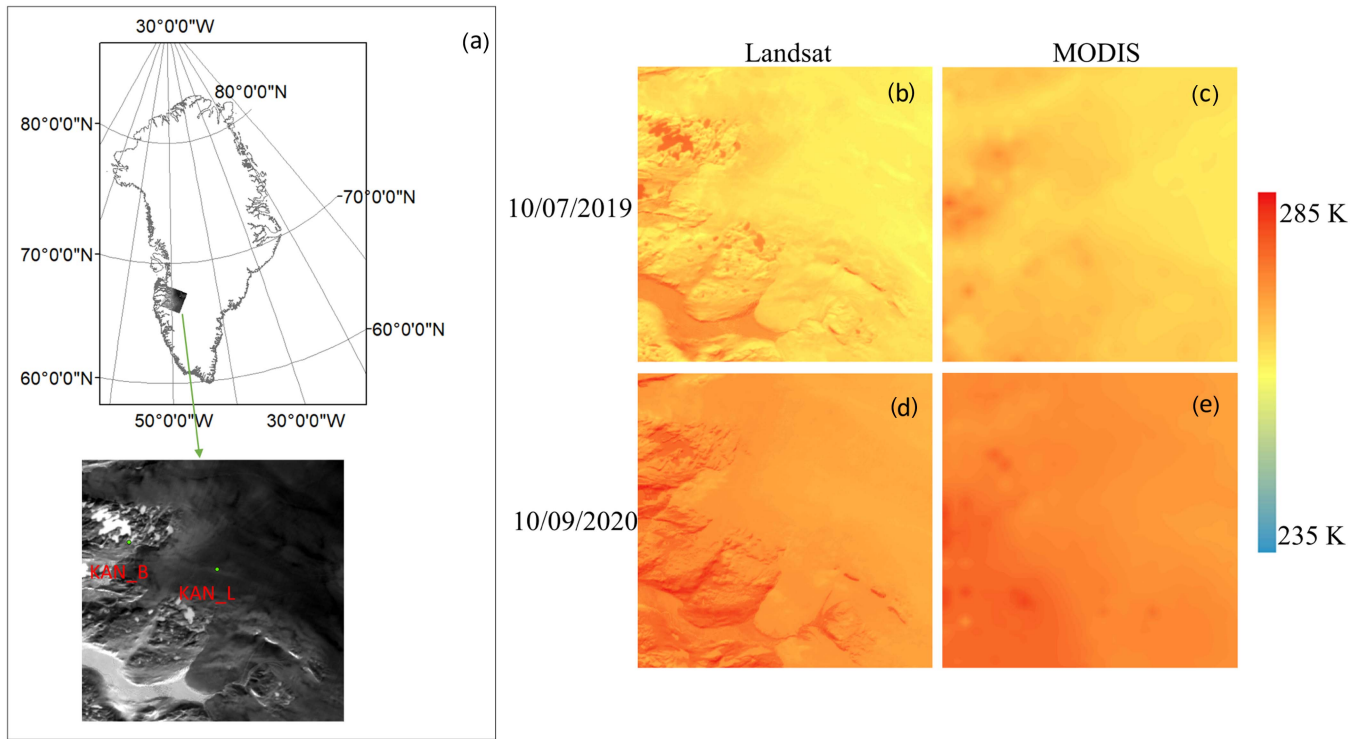 30°0'0"W
(a)
80°0'0"N
80°0'0"N
70°0'0"N
70°0'0"N
60°0'0"N
60°0'0"N
50°0'0"W
30°0'0"W
KAN_B
KAN_L
Landsat
MODIS
(b)
(c)
10/07/2019
285 K
(d)
(e)
10/09/2020
235 K